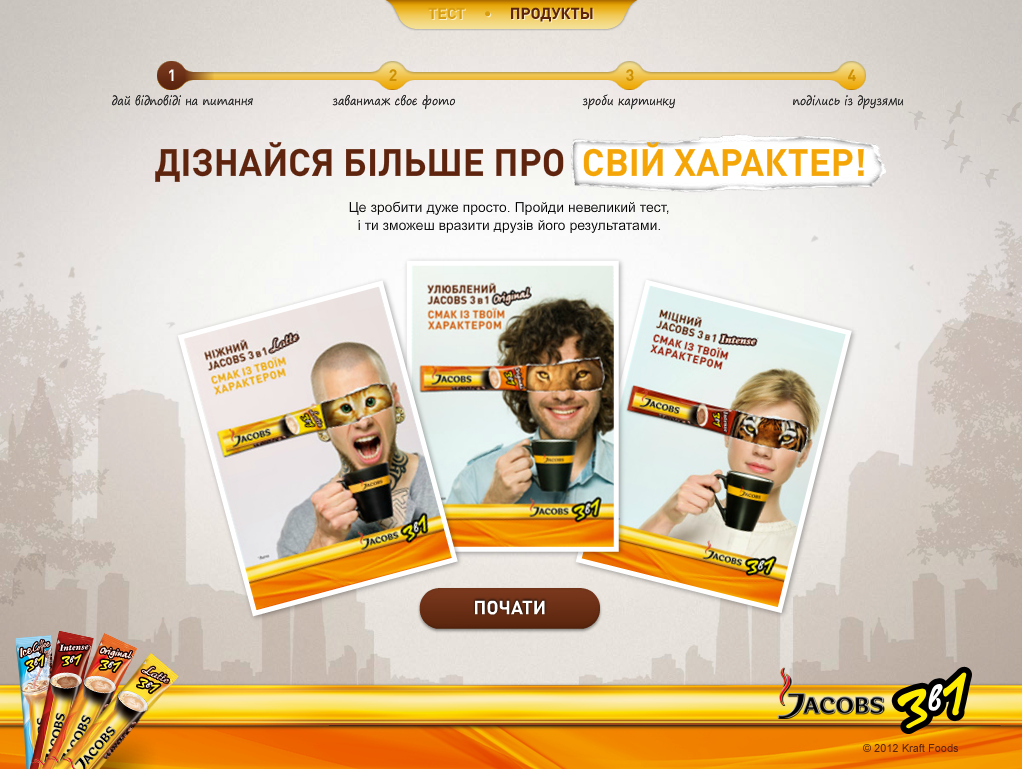 ТЕСТ • ПРОДУКТЫ
1 2 3 4
дай відповіді на питання
завантаж своє фото
зроби картинку
поділись із друзями
ДІЗНАЙСЯ БІЛЬШЕ ПРО СВІЙ ХАРАКТЕР!
Це зробити дуже просто. Пройди невеликий тест,
і ти зможеш вразити друзів його результатами.
НІЖНИЙ
JACOBS 3 в 1 Latte
СМАК ІЗ ТВОЇМ
ХАРАКТЕРОМ
JACOBS
JACOBS
JACOBS 3в1
УЛЮБЛЕНИЙ
JACOBS 3 в 1 Original
СМАК ІЗ ТВОЇМ
ХАРАКТЕРОМ
JACOBS
JACOBS
JACOBS 3в1
МІЦНИЙ
JACOBS 3 в 1 Intense
СМАК ІЗ ТВОЇМ
ХАРАКТЕРОМ
JACOBS
JACOBS
JACOBS 3в1
ПОЧАТИ
Ice Coffee 3в1
Intense 3в1 JACOBS
Original 3в1 JACOBS
Latte 3в1 JACOBS
JACOBS 3в1
© 2012 Kraft Foods